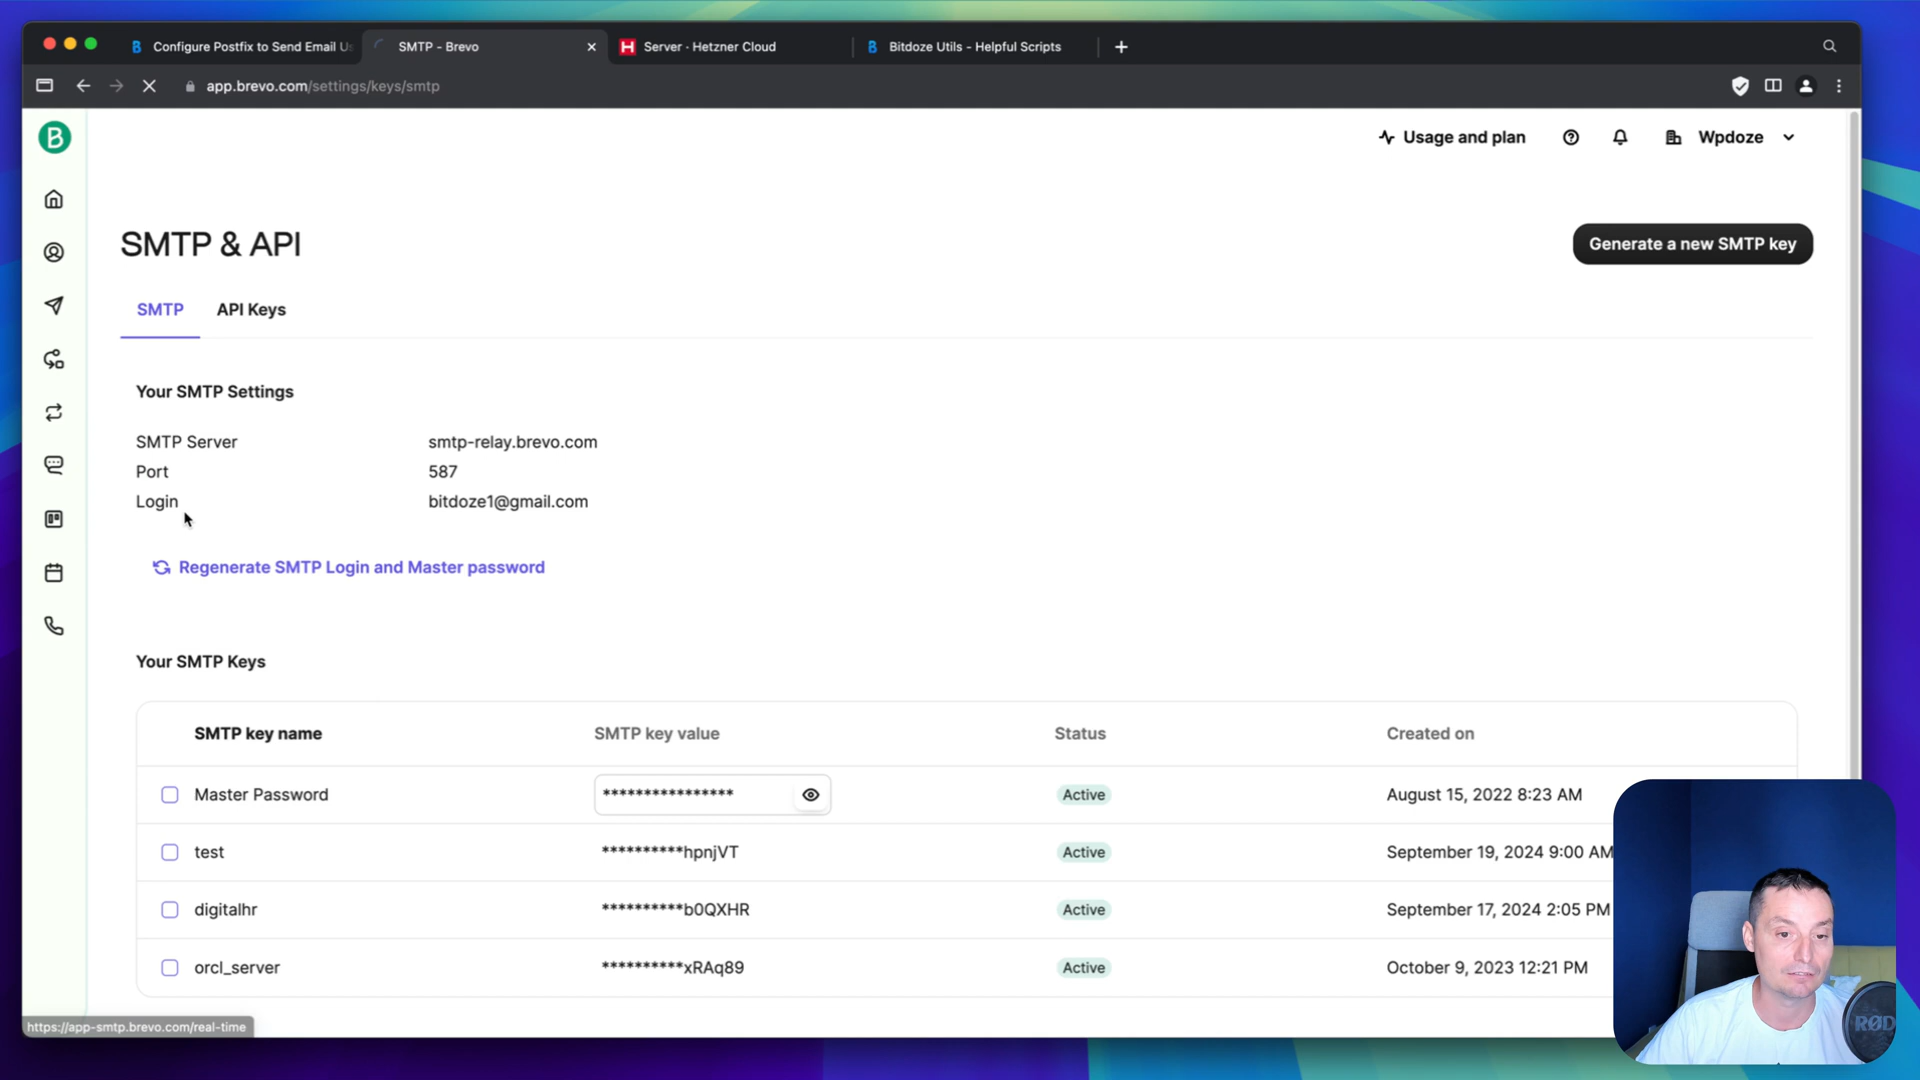 Configure Postfix to Send Email Us
SMTP - Brevo
Server · Hetzner Cloud
Bitdoze Utils - Helpful Scripts
app.brevo.com/settings/keys/smtp
Usage and plan
Wpdoze
SMTP & API
Generate a new SMTP key
SMTP
API Keys
Your SMTP Settings
SMTP Server smtp-relay.brevo.com
Port 587
Login bitdoze1@gmail.com
Regenerate SMTP Login and Master password
Your SMTP Keys
SMTP key name SMTP key value Status Created on
Master Password **************** Active August 15, 2022 8:23 AM
test **********hpnjVT Active September 19, 2024 9:00 AM
digitalhr **********b0QXHR Active September 17, 2024 2:05 PM
orcl_server **********xRAq89 Active October 9, 2023 12:21 PM
https://app-smtp.brevo.com/real-time
RØD